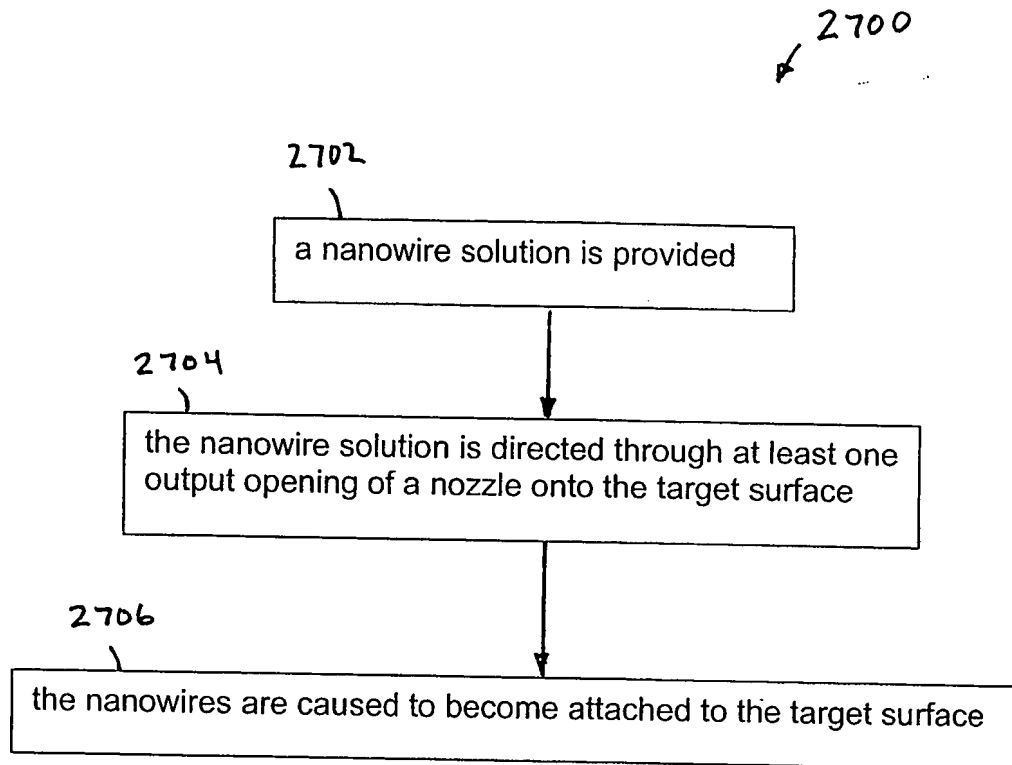 2700
2702
a nanowire solution is provided
2704
the nanowire solution is directed through at least one
output opening of a nozzle onto the target surface
2706
the nanowires are caused to become attached to the target surface